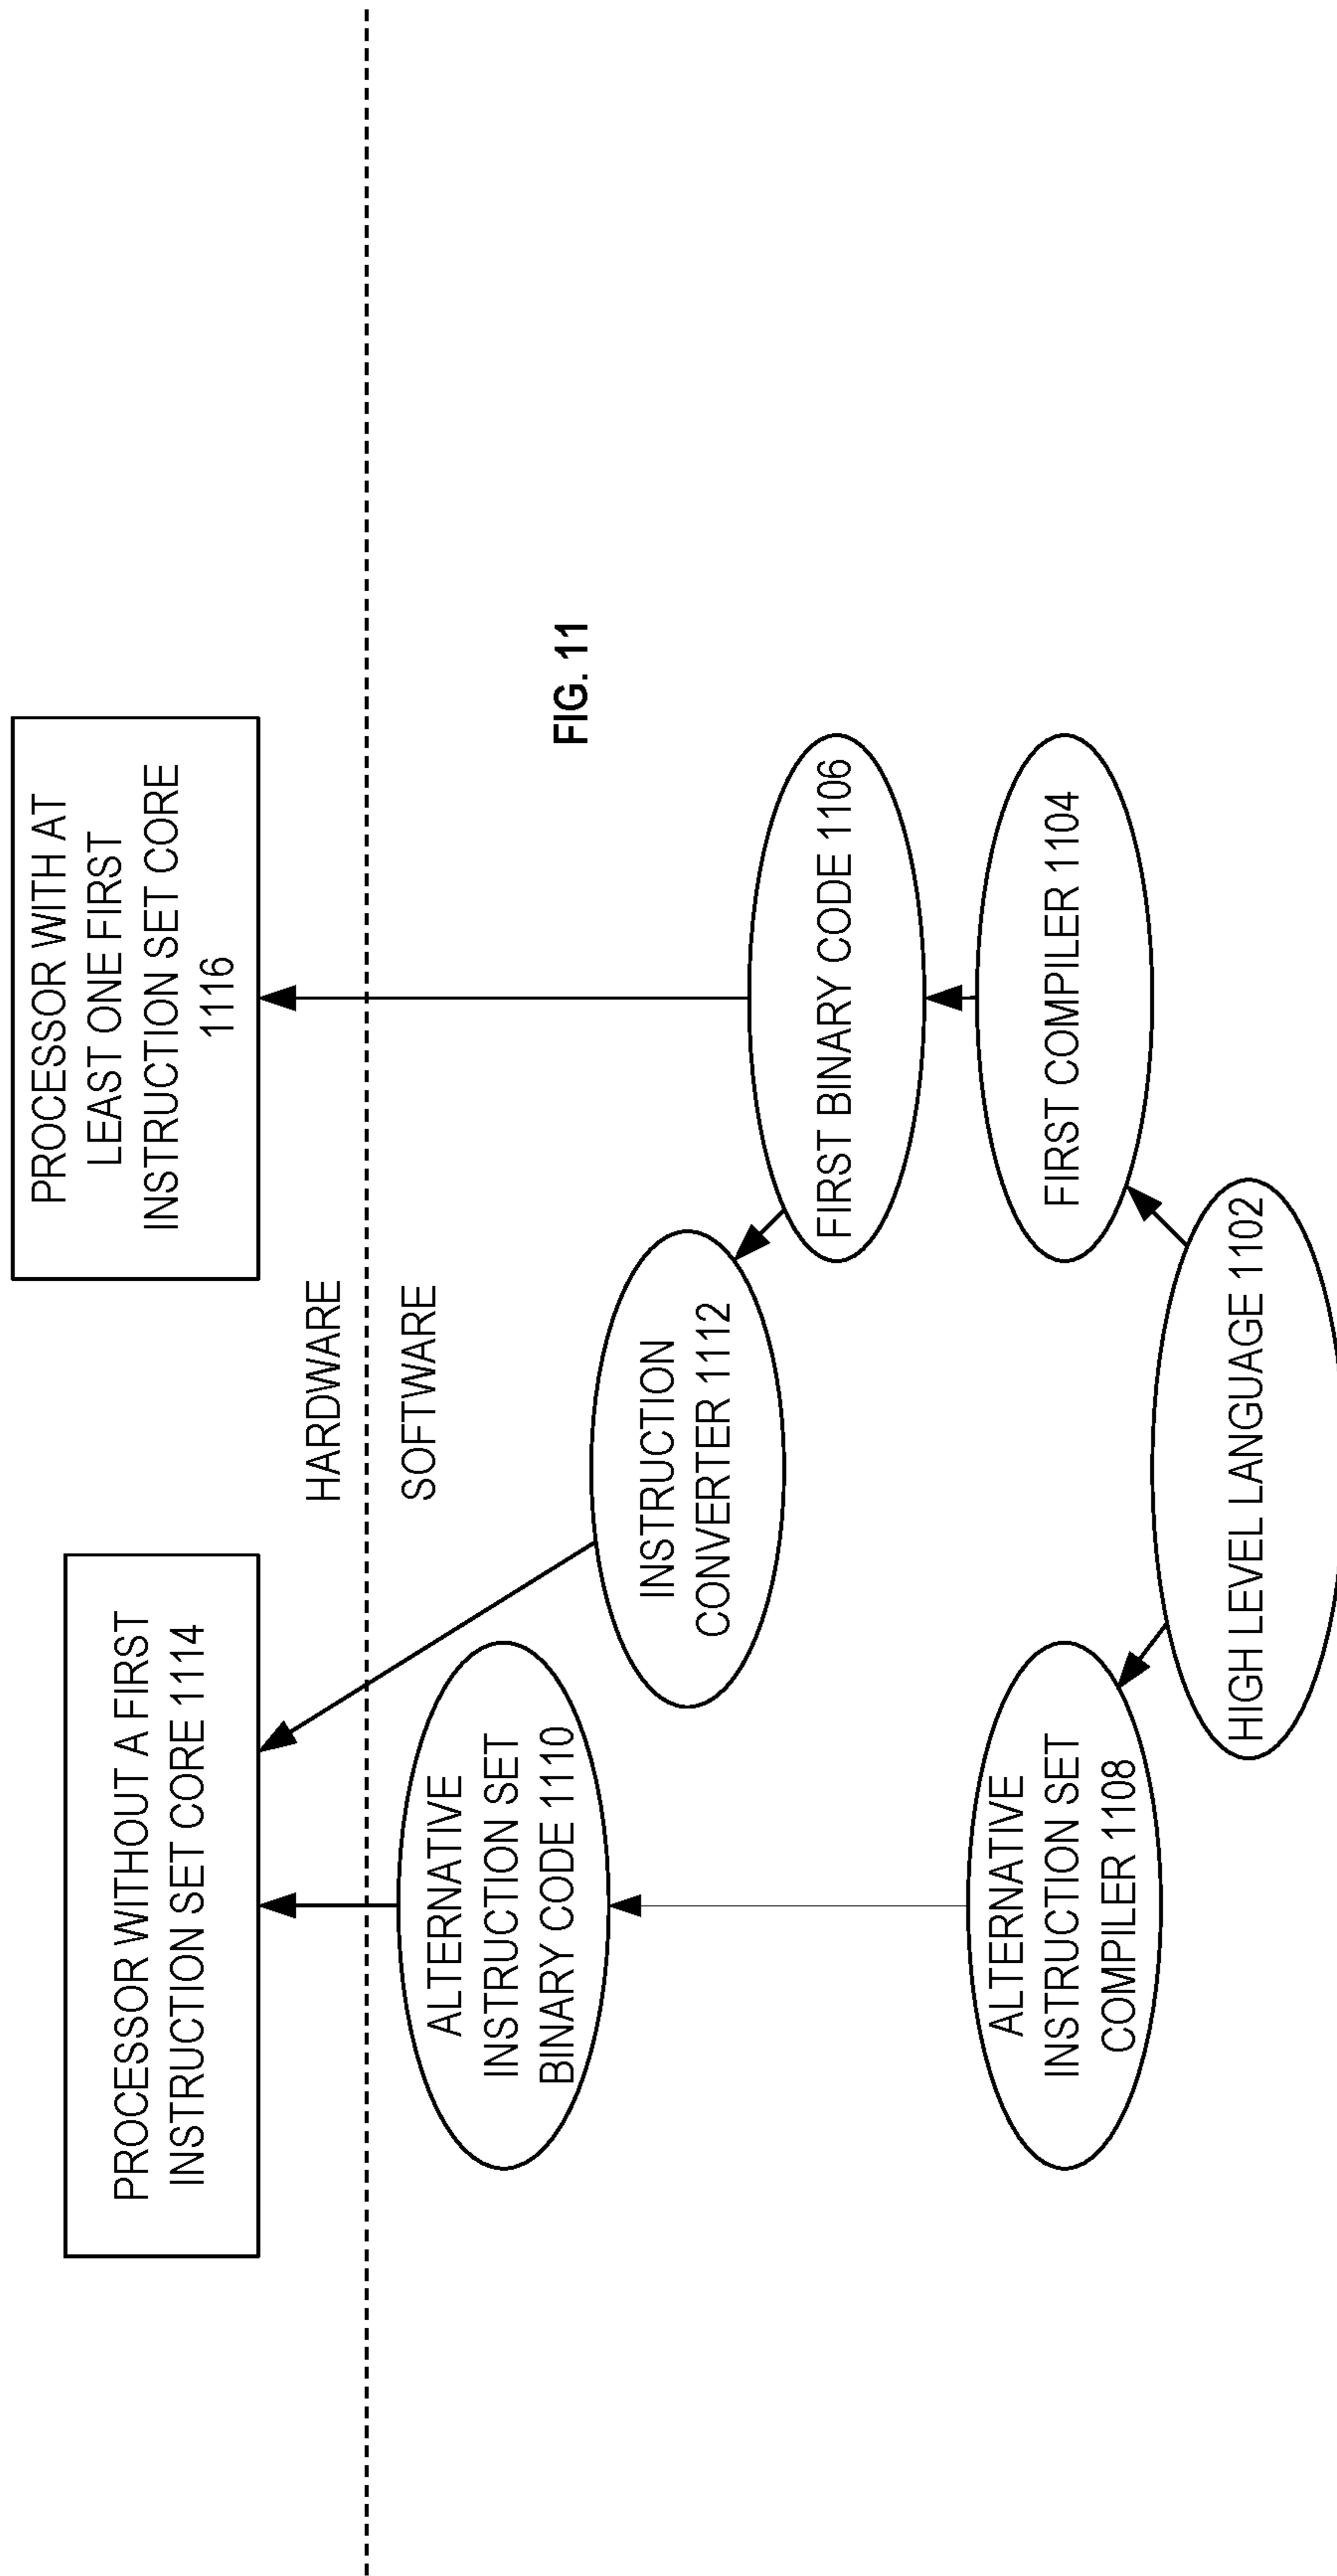 PROCESSOR WITHOUT A FIRST
INSTRUCTION SET CORE 1114
PROCESSOR WITH AT
LEAST ONE FIRST
INSTRUCTION SET CORE
1116
HARDWARE
SOFTWARE
ALTERNATIVE
INSTRUCTION SET
BINARY CODE 1110
INSTRUCTION
CONVERTER 1112
FIG. 11
FIRST BINARY CODE 1106
ALTERNATIVE
INSTRUCTION SET
COMPILER 1108
FIRST COMPILER 1104
HIGH LEVEL LANGUAGE 1102